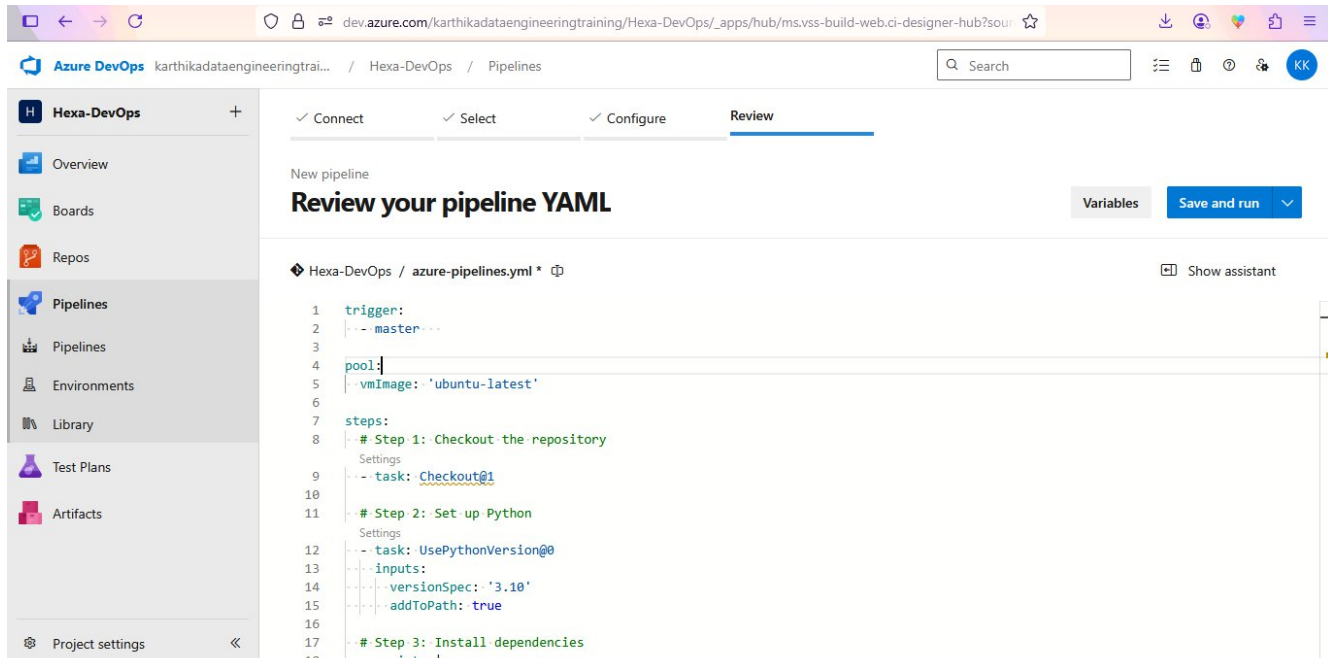 dev.azure.com/karthikadataengineeringtraining/Hexa-DevOps/_apps/hub/ms.vss-build-web.ci-designer-hub?sour
Azure DevOps karthikadataengineeringtrai... / Hexa-DevOps / Pipelines
Search
KK
H Hexa-DevOps +
Overview
Boards
Repos
Pipelines
Pipelines
Environments
Library
Test Plans
Artifacts
Project settings
Connect Select Configure Review
New pipeline
Review your pipeline YAML
Variables Save and run
Hexa-DevOps / azure-pipelines.yml *
Show assistant
1 trigger:
2 - master
3
4 pool:
5 vmImage: 'ubuntu-latest'
6
7 steps:
8 # Step 1: Checkout the repository
Settings
9 - task: Checkout@1
10
11 # Step 2: Set up Python
Settings
12 - task: UsePythonVersion@0
13 inputs:
14 versionSpec: '3.10'
15 addToPath: true
16
17 # Step 3: Install dependencies